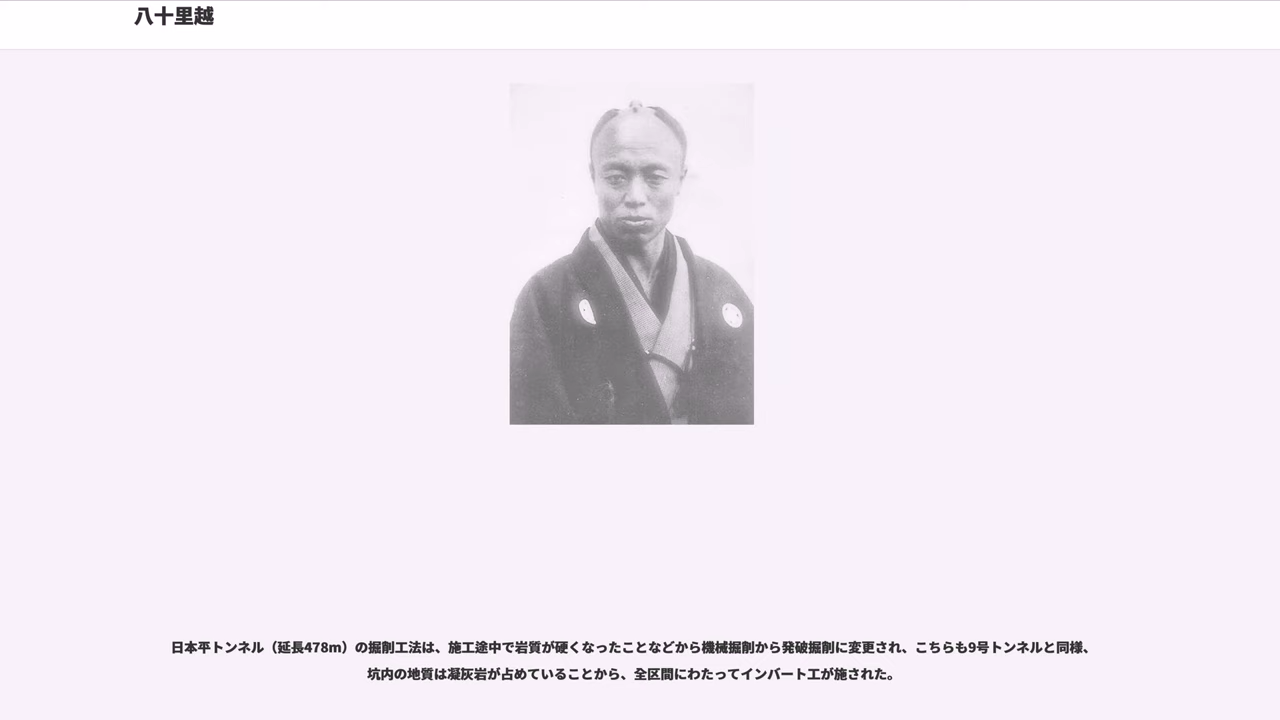 八十里越
日本平トンネル（延長478m）の掘削工法は、施工途中で岩質が硬くなったことなどから機械掘削から発破掘削に変更され、こちらも9号トンネルと同様、
坑内の地質は凝灰岩が占めていることから、全区間にわたってインバート工が施された。